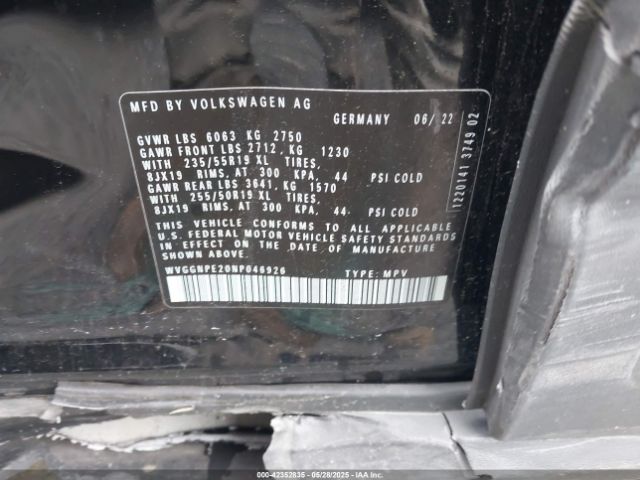 MFD BY VOLKSWAGEN AG
GERMANY 06/22
GVWR LBS 6063 KG 2750
GAWR FRONT LBS 2712, KG 1230
WITH 235/55R19 XL TIRES,
8JX19 RIMS, AT 300 KPA, 44 PSI COLD
GAWR REAR LBS 3641, KG 1570
WITH 255/50R19 XL TIRES,
8JX19 RIMS, AT 300 KPA, 44 PSI COLD
THIS VEHICLE CONFORMS TO ALL APPLICABLE
U.S. FEDERAL MOTOR VEHICLE SAFETY STANDARDS
IN EFFECT ON THE DATE OF MANUFACTURE
SHOWN ABOVE.
WVGGNPE20NP046926 TYPE: MPV
1220141 3749 02
000-42352835 - 05/28/2025 - IAAI.COM